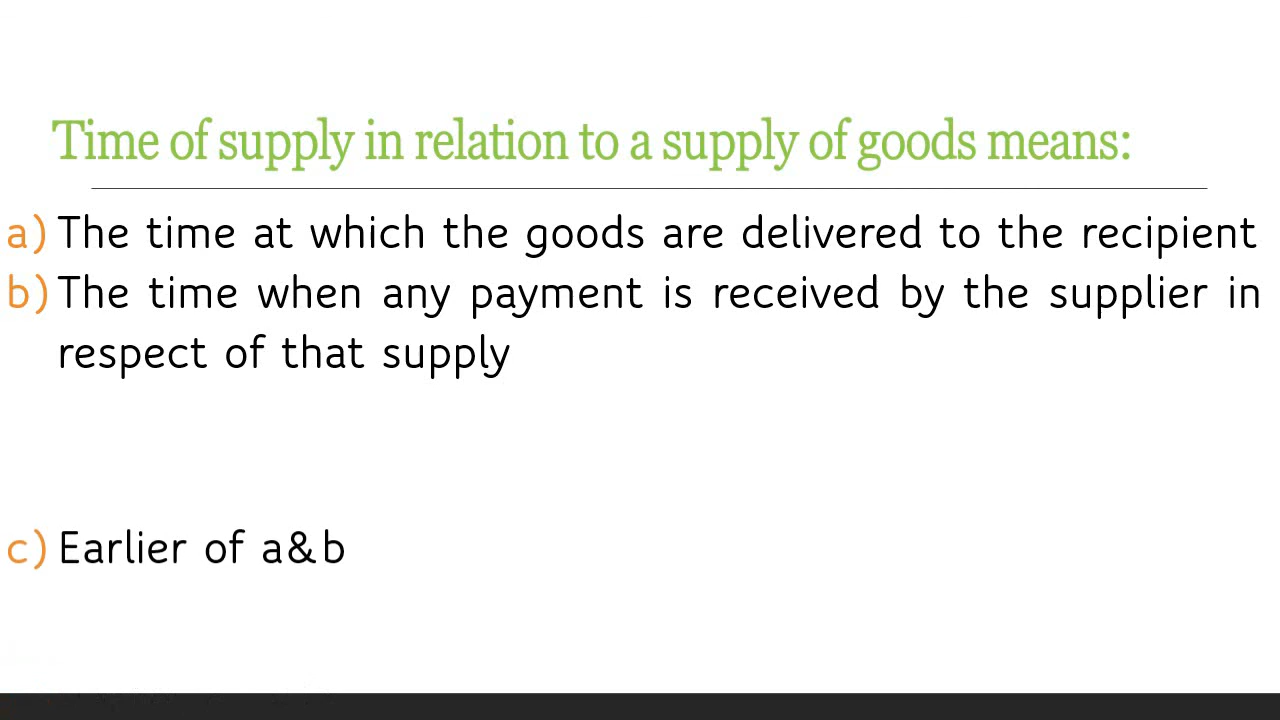 Time of supply in relation to a supply of goods means:
a) The time at which the goods are delivered to the recipient
b) The time when any payment is received by the supplier in
respect of that supply
c) Earlier of a&b